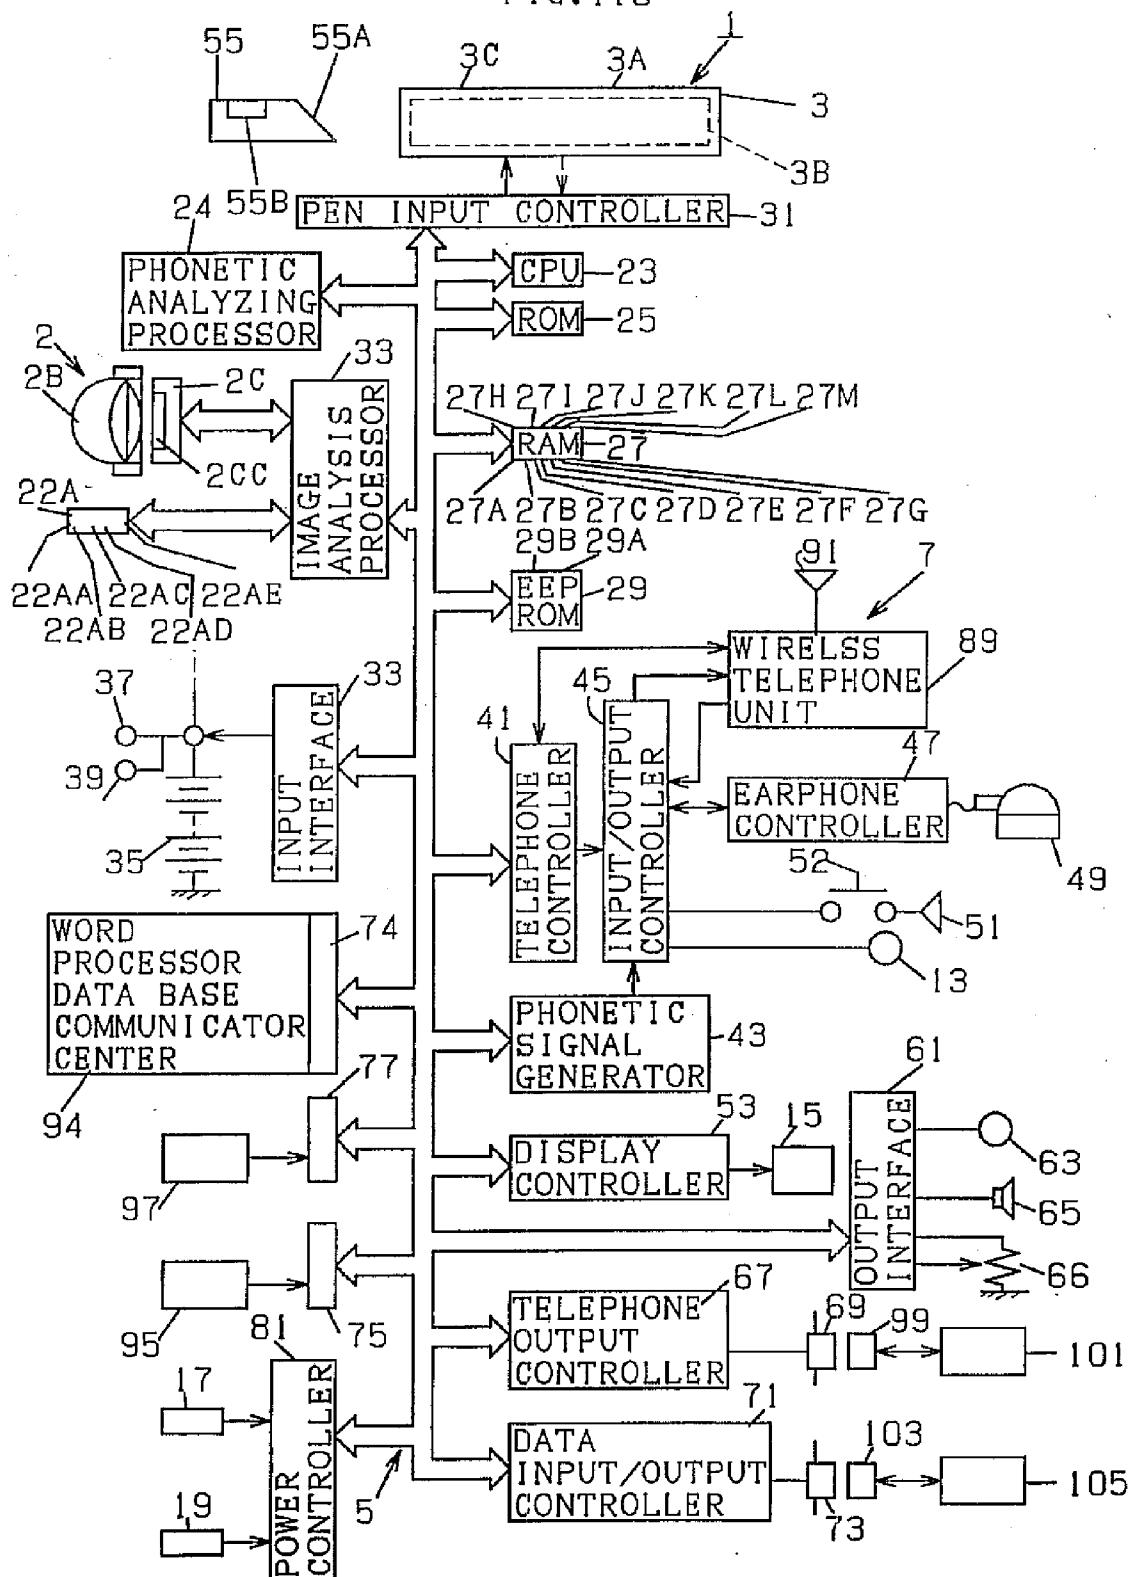 55
55A
3C
3A
1
3
3B
55B
24
PEN INPUT CONTROLLER
31
PHONETIC
ANALYZING
PROCESSOR
CPU
23
ROM
25
2
2B
2C
2CC
33
IMAGE
ANALYSIS
PROCESSOR
27H 27I 27J 27K 27L 27M
RAM
27
27A 27B 27C 27D 27E 27F 27G
22A
22AA 22AC 22AE
22AB 22AD
29B 29A
EEP
ROM
29
91
7
WIRELSS
TELEPHONE
UNIT
89
37
39
35
33
INPUT
INTERFACE
41
TELEPHONE
CONTROLLER
45
INPUT/OUTPUT
CONTROLLER
47
EARPHONE
CONTROLLER
49
52
51
13
WORD
PROCESSOR
DATA BASE
COMMUNICATOR
CENTER
74
94
PHONETIC
SIGNAL
GENERATOR
43
77
97
53
DISPLAY
CONTROLLER
15
61
OUTPUT
INTERFACE
63
65
66
95
75
67
TELEPHONE
OUTPUT
CONTROLLER
69
99
101
81
17
19
POWER
CONTROLLER
5
71
DATA
INPUT/OUTPUT
CONTROLLER
73
103
105